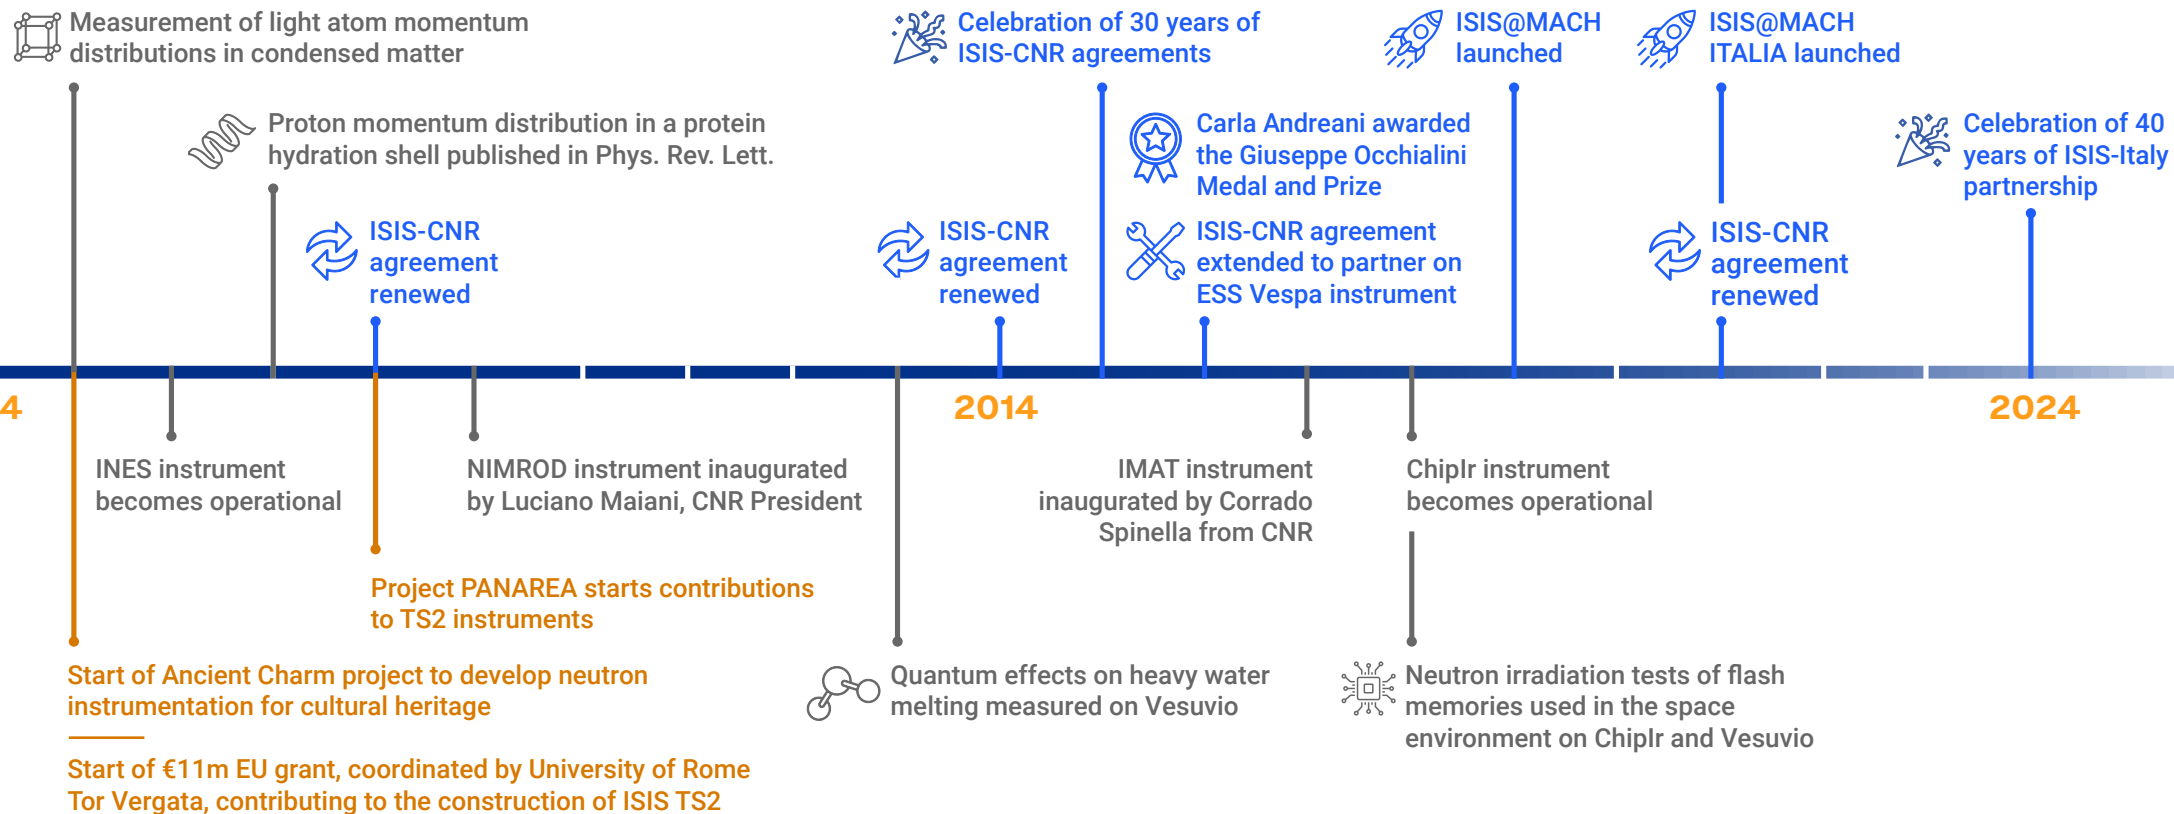 Measurement of light atom momentum
distributions in condensed matter
Proton momentum distribution in a protein
hydration shell published in Phys. Rev. Lett.
ISIS-CNR
agreement
renewed
Celebration of 30 years of
ISIS-CNR agreements
ISIS-CNR
agreement
renewed
Carla Andreani awarded
the Giuseppe Occhialini
Medal and Prize
ISIS-CNR agreement
extended to partner on
ESS Vespa instrument
ISIS@MACH
launched
ISIS@MACH
ITALIA launched
ISIS-CNR
agreement
renewed
Celebration of 40
years of ISIS-Italy
partnership
4
2014
2024
INES instrument
becomes operational
NIMROD instrument inaugurated
by Luciano Maiani, CNR President
IMAT instrument
inaugurated by Corrado
Spinella from CNR
ChipIr instrument
becomes operational
Project PANAREA starts contributions
to TS2 instruments
Start of Ancient Charm project to develop neutron
instrumentation for cultural heritage
Start of €11m EU grant, coordinated by University of Rome
Tor Vergata, contributing to the construction of ISIS TS2
Quantum effects on heavy water
melting measured on Vesuvio
Neutron irradiation tests of flash
memories used in the space
environment on ChipIr and Vesuvio